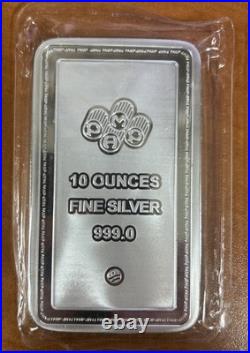 P A M P
10 OUNCES
FINE SILVER
999.0